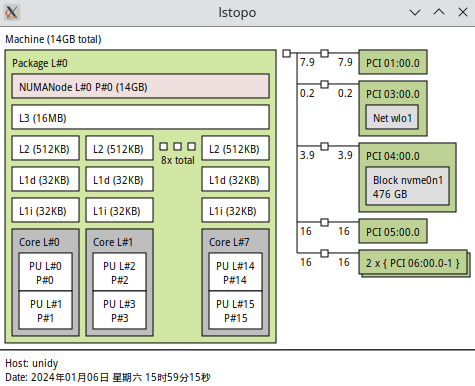 lstopo
Machine (14GB total)
Package L#0
NUMANode L#0 P#0 (14GB)
L3 (16MB)
L2 (512KB) L2 (512KB) 8x total L2 (512KB)
L1d (32KB) L1d (32KB) L1d (32KB)
L1i (32KB) L1i (32KB) L1i (32KB)
Core L#0 Core L#1 Core L#7
PU L#0 PU L#2 PU L#14
P#0 P#2 P#14
PU L#1 PU L#3 PU L#15
P#1 P#3 P#15
7.9 7.9 PCI 01:00.0
0.2 0.2 PCI 03:00.0
Net wlo1
3.9 3.9 PCI 04:00.0
Block nvme0n1
476 GB
16 16 PCI 05:00.0
16 16 2 x { PCI 06:00.0-1 }
Host: unidy
Date: 2024年01月06日 星期六 15时59分15秒